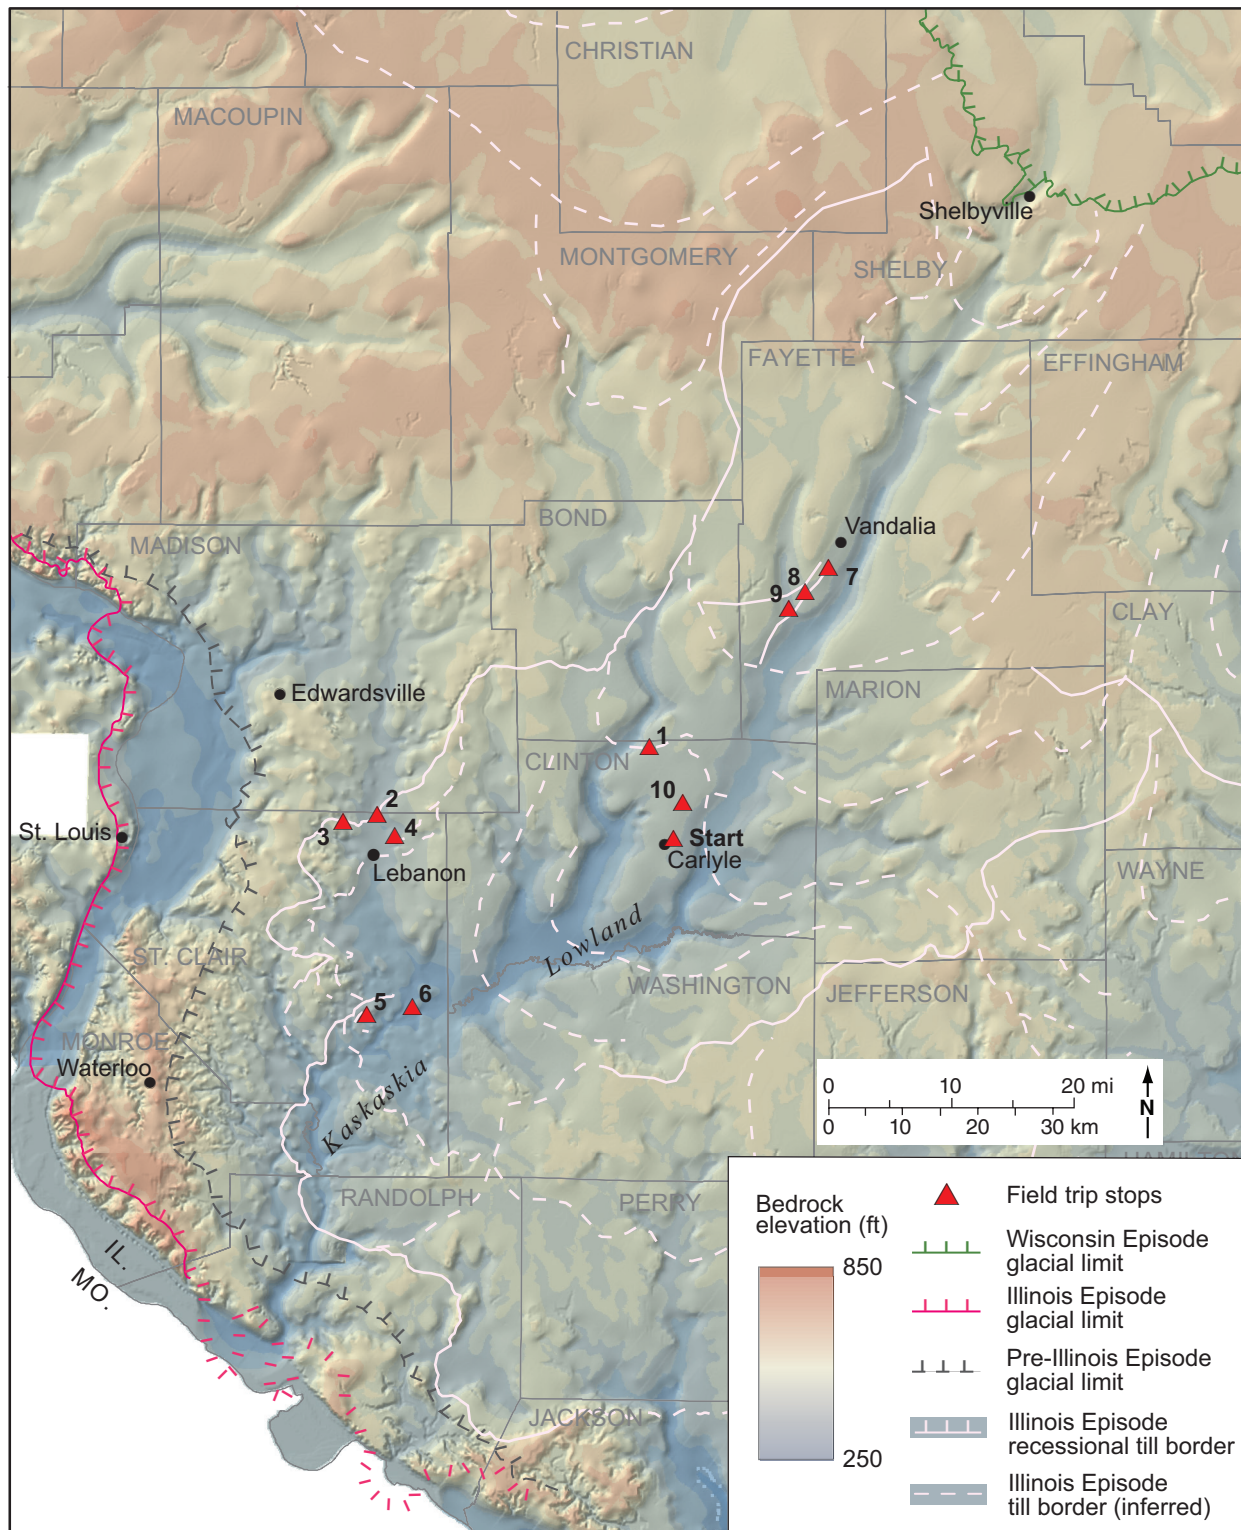 CHRISTIAN
MACOUPIN
Shelbyville
MONTGOMERY
SHELBY
FAYETTE
EFFINGHAM
BOND
Vandalia
MADISON
7
8
9
CLAY
Edwardsville
MARION
1
CLINTON
10
2
3
4
St. Louis
Start
Carlyle
Lebanon
WAYNE
Lowland
ST. CLAIR
WASHINGTON
JEFFERSON
5
6
MONROE
Waterloo
Kaskaskia
0 10 20 mi
0 10 20 30 km
N
HAMILTON
RANDOLPH
PERRY
IL.
MO.
JACKSON
Bedrock
elevation (ft)
850
250
Field trip stops
Wisconsin Episode
glacial limit
Illinois Episode
glacial limit
Pre-Illinois Episode
glacial limit
Illinois Episode
recessional till border
Illinois Episode
till border (inferred)